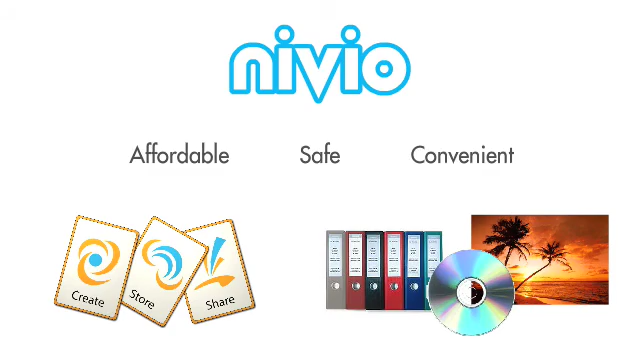 nivio
Affordable Safe Convenient
Create
Store
Share